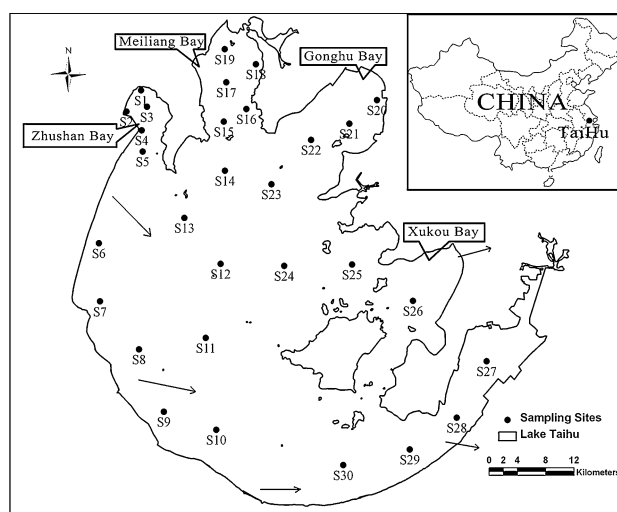 Meiliang Bay
Gonghu Bay
N
S19
S18
S17
S16
S15
S1
S2
S3
S4
S5
Zhushan Bay
S20
S21
S22
S14
S23
CHINA
TaiHu
S13
Xukou Bay
S6
S12
S24
S25
S7
S26
S8
S11
S27
S9
S10
S28
S29
S30
Sampling Sites
Lake Taihu
0 2 4 8 12
Kilometers